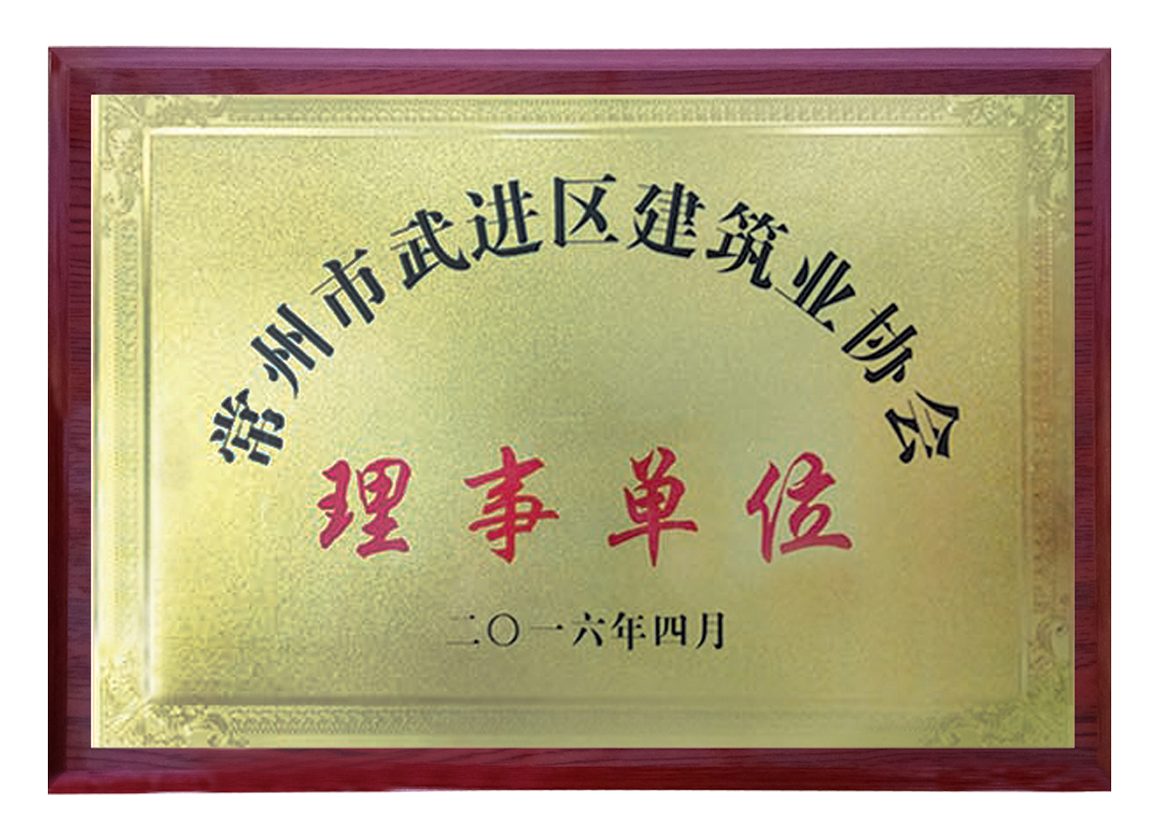 常州市武进区建筑业协会
理事单位
二〇一六年四月